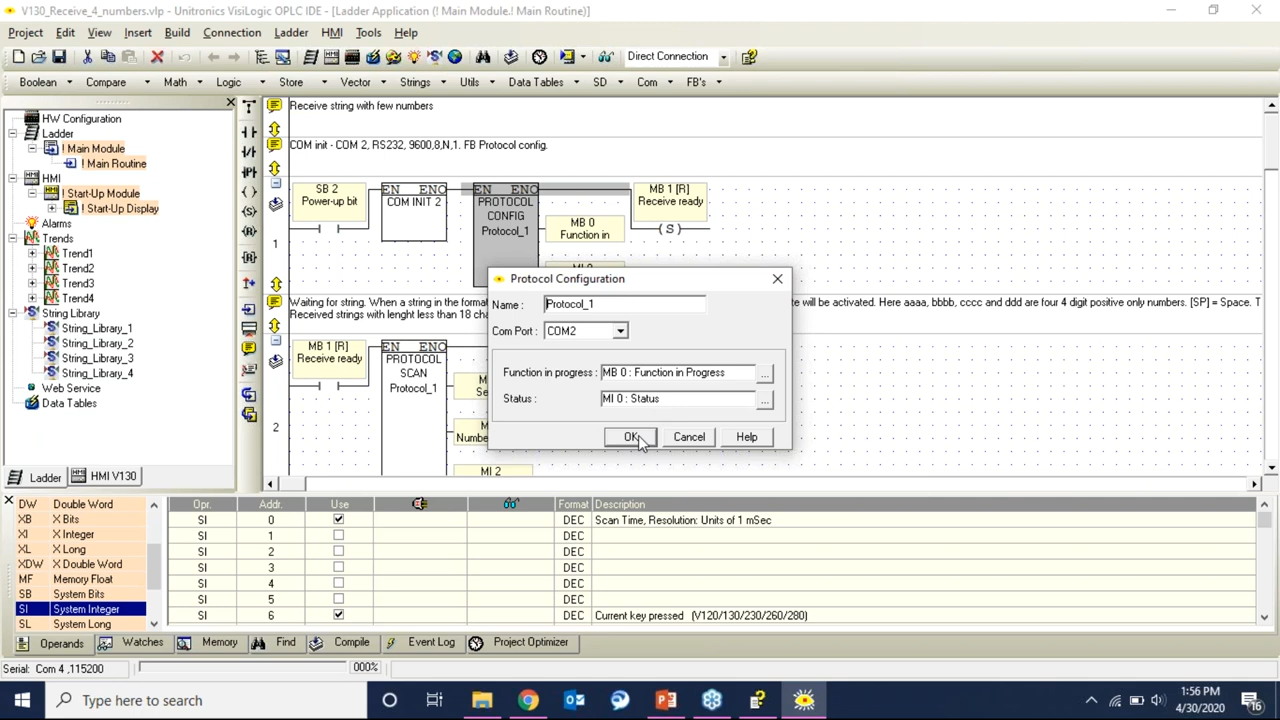 V130_Receive_4_numbers.vlp - Unitronics VisiLogic OPLC IDE - [Ladder Application (! Main Module.! Main Routine)]
Project Edit View Insert Build Connection Ladder HMI Tools Help
Direct Connection
Boolean Compare Math Logic Store Vector Strings Utils Data Tables SD Com FB's
HW Configuration
Ladder
! Main Module
! Main Routine
HMI
! Start-Up Module
! Start-Up Display
Alarms
Trends
Trend1
Trend2
Trend3
Trend4
String Library
String_Library_1
String_Library_2
String_Library_3
String_Library_4
Web Service
Data Tables
Ladder HMI V130
Receive string with few numbers
COM init - COM 2, RS232, 9600,8,N,1. FB Protocol config.
SB 2
Power-up bit
EN ENO
COM INIT 2
EN ENO
PROTOCOL
CONFIG
Protocol_1
MB 0
Function in
MB 1 [R]
Receive ready
(S)
1
Waiting for string. When a string in the format
te will be activated. Here aaaa, bbbb, cccc and ddd are four 4 digit positive only numbers. [SP] = Space. T
Received strings with lenght less than 18 cha
MB 1 [R]
Receive ready
EN ENO
PROTOCOL
SCAN
Protocol_1
2
MI 2
Protocol Configuration
Name : Protocol_1
Com Port : COM2
Function in progress : MB 0 : Function in Progress ...
Status : MI 0 : Status ...
OK Cancel Help
Opr. Addr. Use Format Description
DW Double Word
XB X Bits
XI X Integer
XL X Long
XDW X Double Word
MF Memory Float
SB System Bits
SI System Integer
SL System Long
SI 0 DEC Scan Time, Resolution: Units of 1 mSec
SI 1 DEC
SI 2 DEC
SI 3 DEC
SI 4 DEC
SI 5 DEC
SI 6 DEC Current key pressed (V120/130/230/260/280)
Operands Watches Memory Find Compile Event Log Project Optimizer
Serial: Com 4 ,115200 000%
Type here to search
1:56 PM
4/30/2020
16